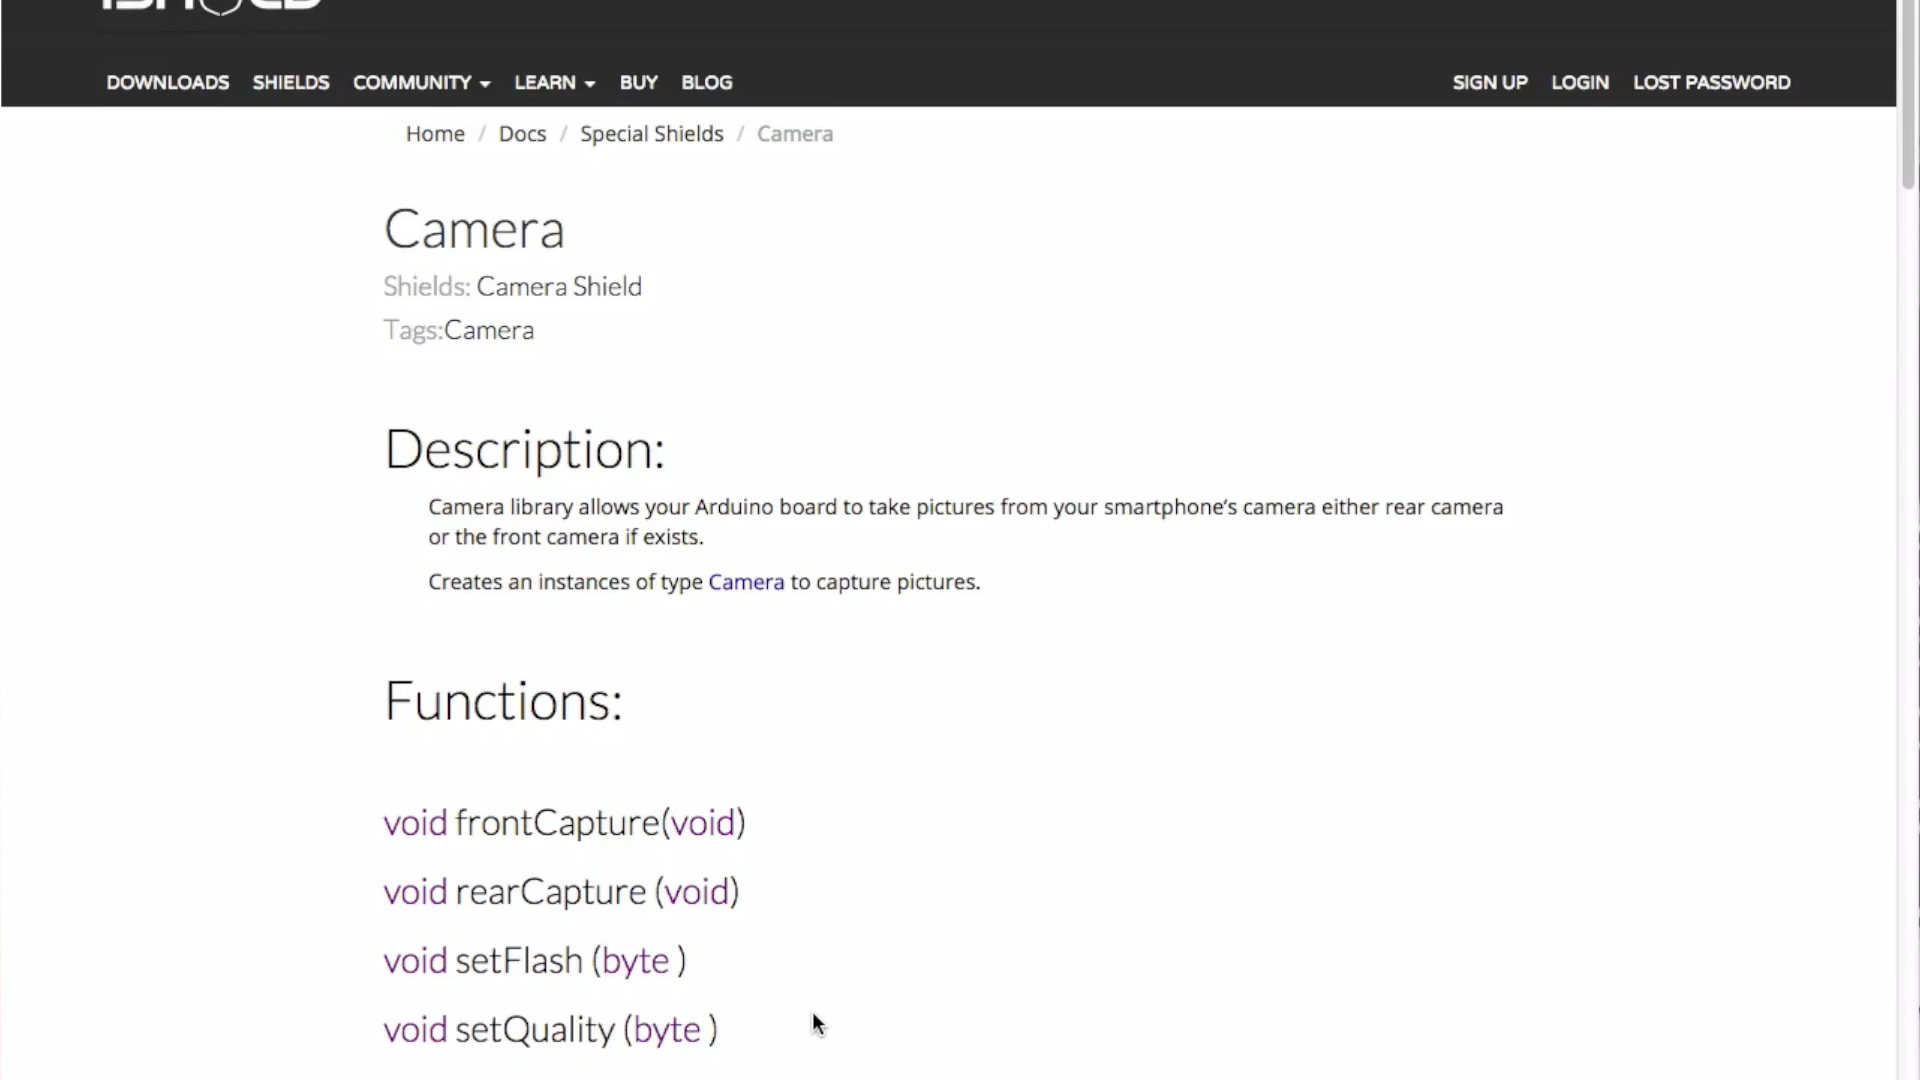 DOWNLOADS SHIELDS COMMUNITY LEARN BUY BLOG SIGN UP LOGIN LOST PASSWORD
Home / Docs / Special Shields / Camera
Camera
Shields: Camera Shield
Tags:Camera
Description:
Camera library allows your Arduino board to take pictures from your smartphone’s camera either rear camera
or the front camera if exists.
Creates an instances of type Camera to capture pictures.
Functions:
void frontCapture(void)
void rearCapture (void)
void setFlash (byte )
void setQuality (byte )